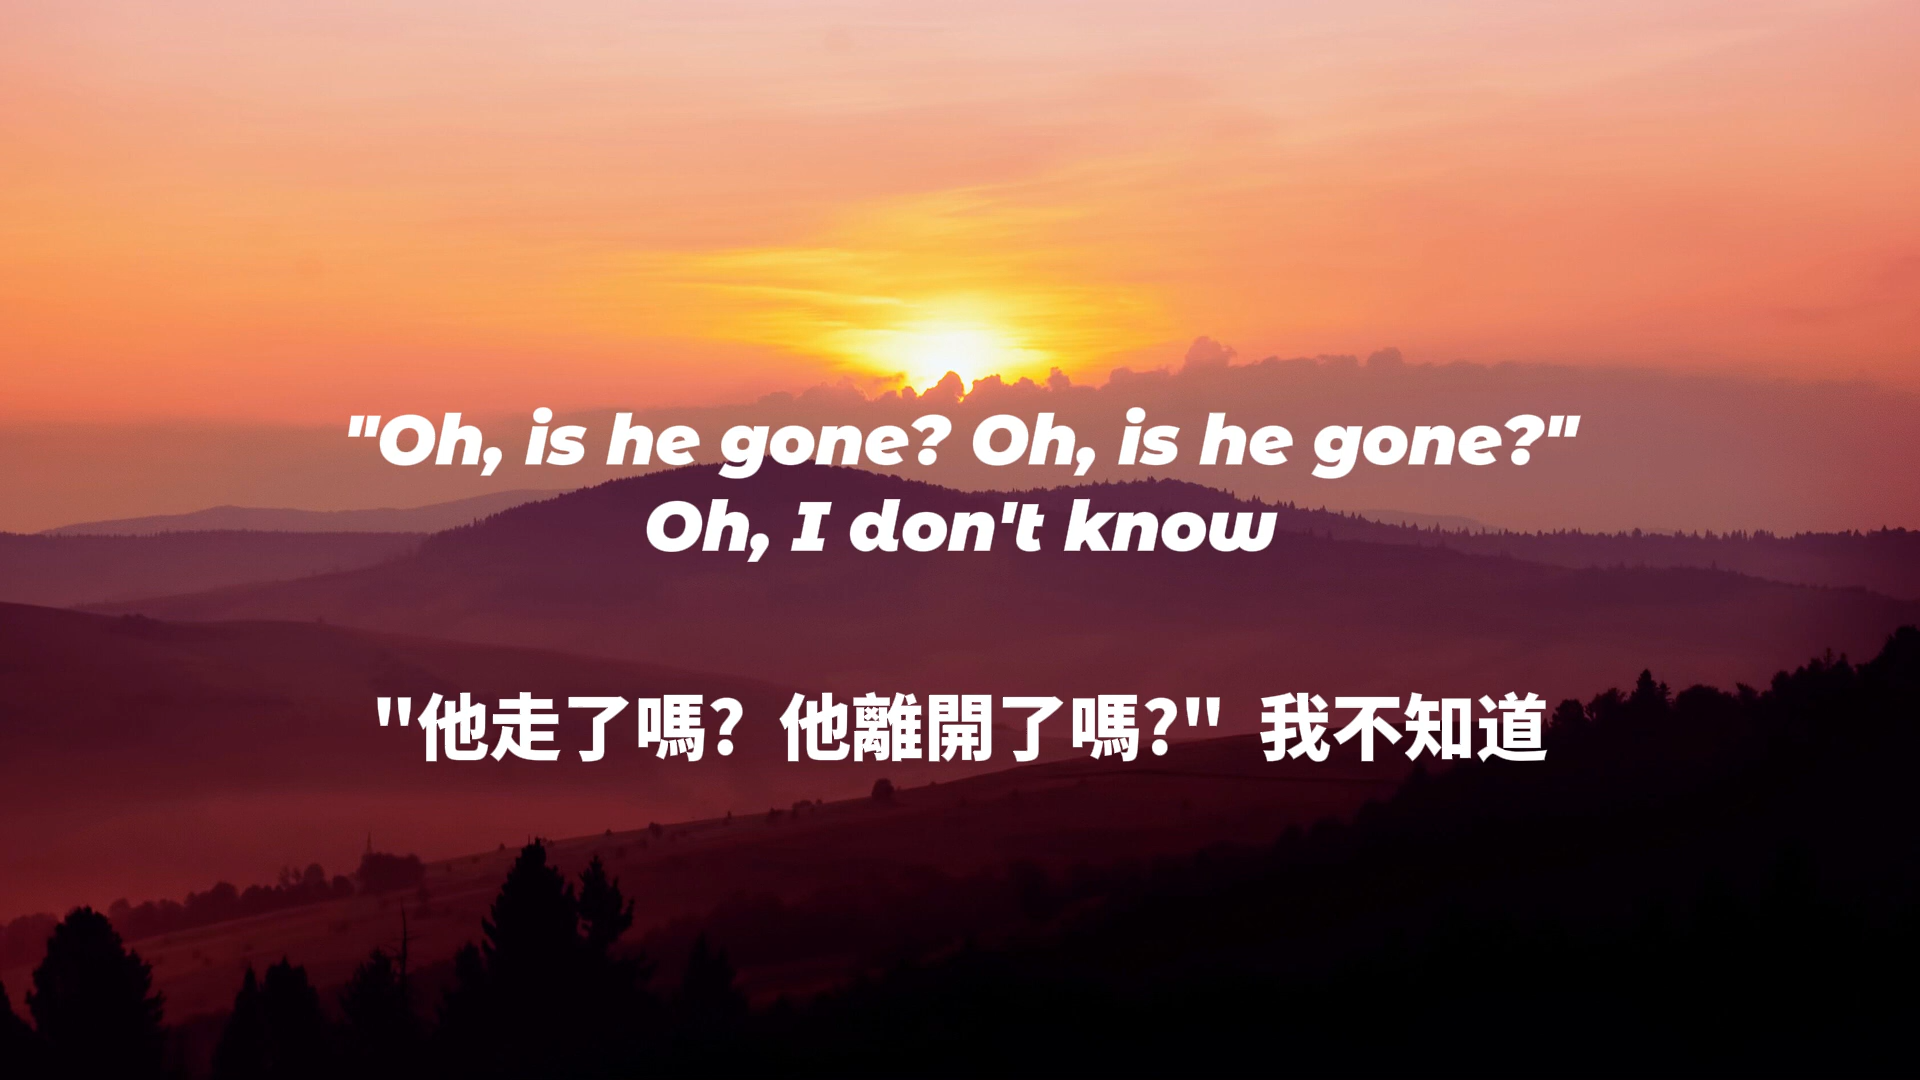 "Oh, is he gone? Oh, is he gone?"
Oh, I don't know
"他走了嗎? 他離開了嗎?" 我不知道